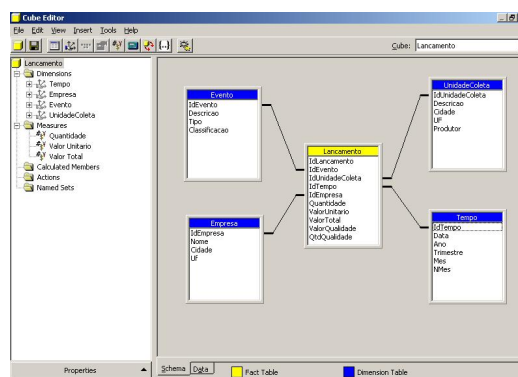 Cube Editor
File Edit View Insert Tools Help
Cube: Lancamento
Lancamento
Dimensions
Tempo
Empresa
Evento
UnidadeColeta
Measures
Quantidade
Valor Unitario
Valor Total
Calculated Members
Actions
Named Sets
Properties
Evento
IdEvento
Descricao
Tipo
Classificacao
Empresa
IdEmpresa
Nome
Cidade
UF
Lancamento
IdLancamento
IdEvento
IdUnidadeColeta
IdTempo
IdEmpresa
Quantidade
ValorUnitario
ValorTotal
ValorQualidade
QtdQualidade
UnidadeColeta
IdUnidadeColeta
Descricao
Cidade
UF
Produtor
Tempo
IdTempo
Data
Ano
Trimestre
Mes
NMes
Schema Data
Fact Table
Dimension Table